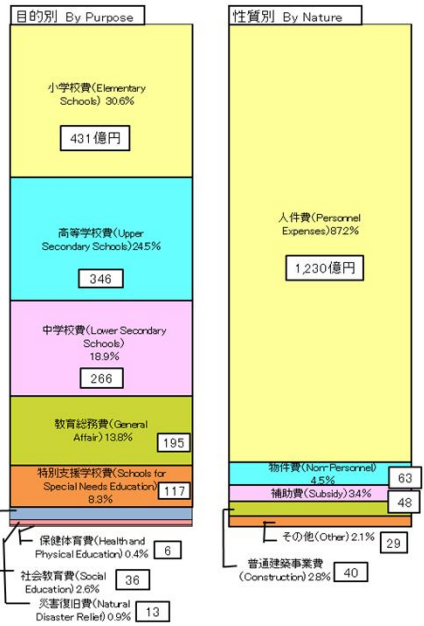 目的別 By Purpose
小学校費(Elementary
Schools) 30.6%
431億円
高等学校費(Upper
Secondary Schools)24.5%
346
中学校費(Lower Secondary
Schools)
18.9%
266
教育総務費(General
Affair) 13.8%
195
特別支援学校費(Schools for
Special Needs Education)
8.3%
117
保健体育費(Health and
Physical Education) 0.4%
6
社会教育費(Social
Education) 2.6%
36
災害復旧費(Natural
Disaster Relief) 0.9%
13
性質別 By Nature
人件費(Personnel
Expenses)87.2%
1,230億円
物件費(Non-Personnel)
4.5%
63
補助費(Subsidy) 3.4%
48
その他(Other) 2.1%
29
普通建築事業費
(Construction) 2.8%
40